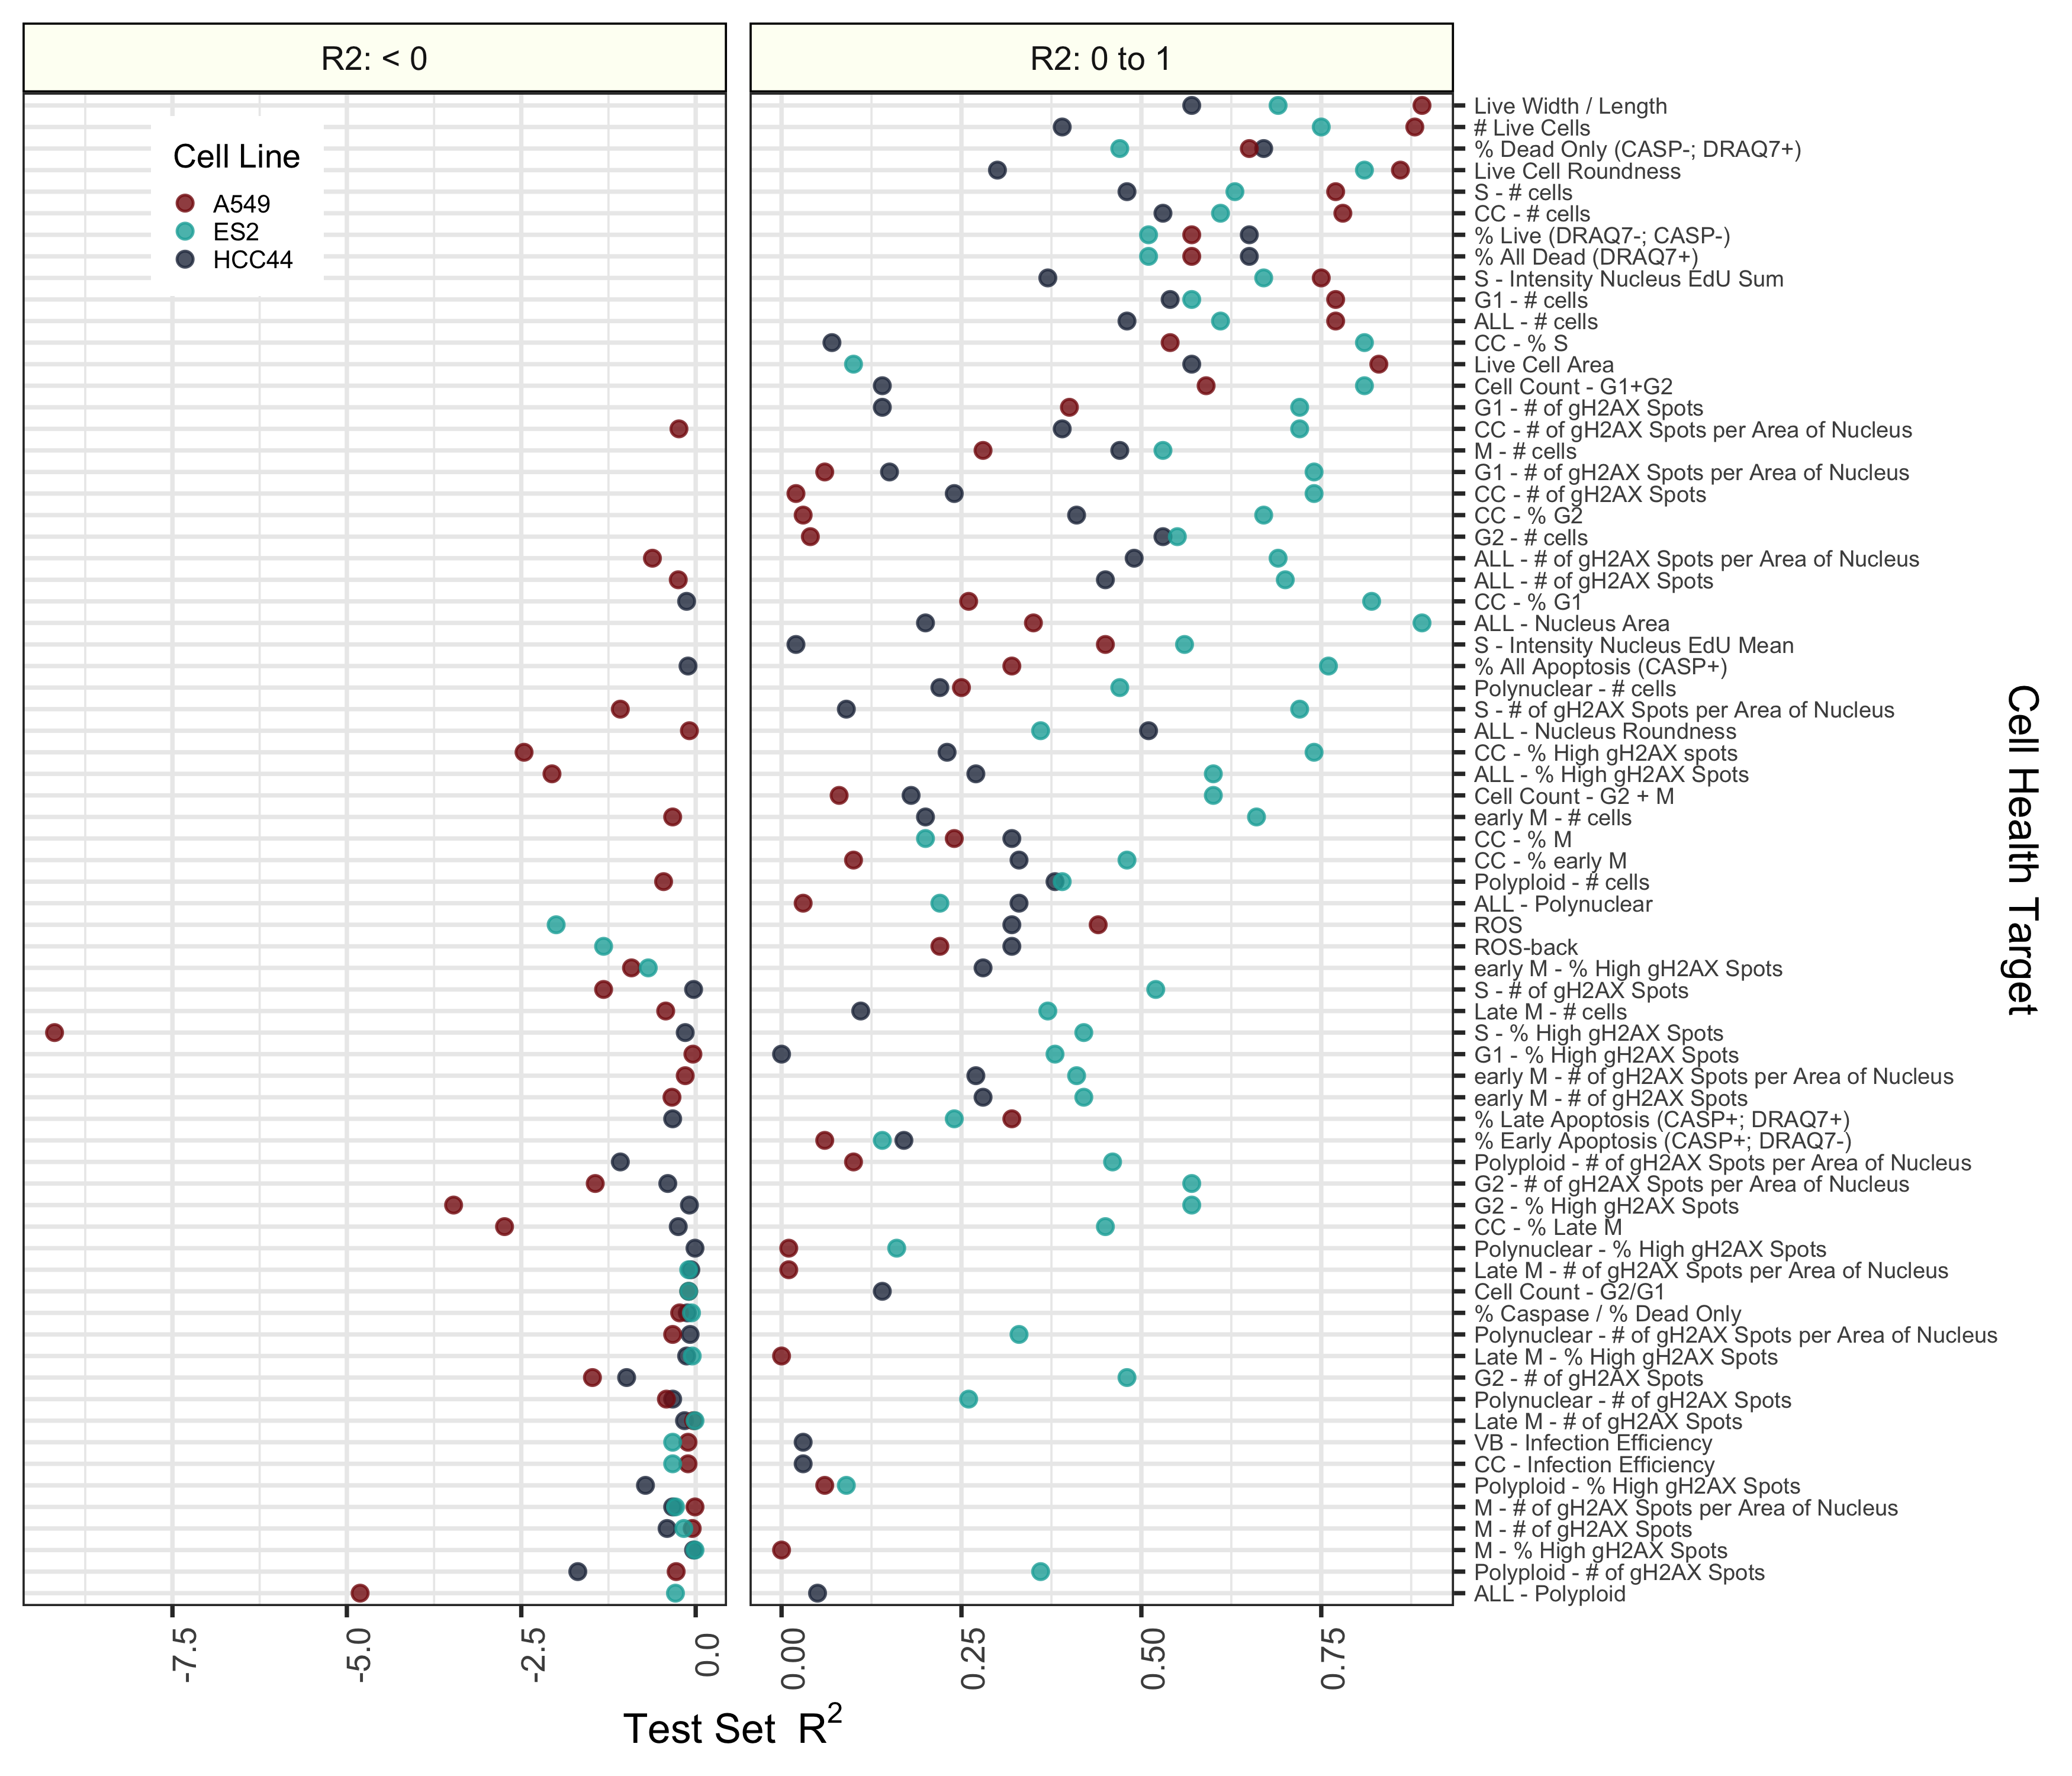 R2: < 0
R2: 0 to 1
Cell Line
A549
ES2
HCC44
Live Width / Length
# Live Cells
% Dead Only (CASP-; DRAQ7+)
Live Cell Roundness
S - # cells
CC - # cells
% Live (DRAQ7-; CASP-)
% All Dead (DRAQ7+)
S - Intensity Nucleus EdU Sum
G1 - # cells
ALL - # cells
CC - % S
Live Cell Area
Cell Count - G1+G2
G1 - # of gH2AX Spots
CC - # of gH2AX Spots per Area of Nucleus
M - # cells
G1 - # of gH2AX Spots per Area of Nucleus
CC - # of gH2AX Spots
CC - % G2
G2 - # cells
ALL - # of gH2AX Spots per Area of Nucleus
ALL - # of gH2AX Spots
CC - % G1
ALL - Nucleus Area
S - Intensity Nucleus EdU Mean
% All Apoptosis (CASP+)
Polynuclear - # cells
S - # of gH2AX Spots per Area of Nucleus
ALL - Nucleus Roundness
CC - % High gH2AX spots
ALL - % High gH2AX Spots
Cell Count - G2 + M
early M - # cells
CC - % M
CC - % early M
Polyploid - # cells
ALL - Polynuclear
ROS
ROS-back
early M - % High gH2AX Spots
S - # of gH2AX Spots
Late M - # cells
S - % High gH2AX Spots
G1 - % High gH2AX Spots
early M - # of gH2AX Spots per Area of Nucleus
early M - # of gH2AX Spots
% Late Apoptosis (CASP+; DRAQ7+)
% Early Apoptosis (CASP+; DRAQ7-)
Polyploid - # of gH2AX Spots per Area of Nucleus
G2 - # of gH2AX Spots per Area of Nucleus
G2 - % High gH2AX Spots
CC - % Late M
Polynuclear - % High gH2AX Spots
Late M - # of gH2AX Spots per Area of Nucleus
Cell Count - G2/G1
% Caspase / % Dead Only
Polynuclear - # of gH2AX Spots per Area of Nucleus
Late M - % High gH2AX Spots
G2 - # of gH2AX Spots
Polynuclear - # of gH2AX Spots
Late M - # of gH2AX Spots
VB - Infection Efficiency
CC - Infection Efficiency
Polyploid - % High gH2AX Spots
M - # of gH2AX Spots per Area of Nucleus
M - # of gH2AX Spots
M - % High gH2AX Spots
Polyploid - # of gH2AX Spots
ALL - Polyploid
Cell Health Target
-7.5
-5.0
-2.5
0.0
0.00
0.25
0.50
0.75
Test Set R²